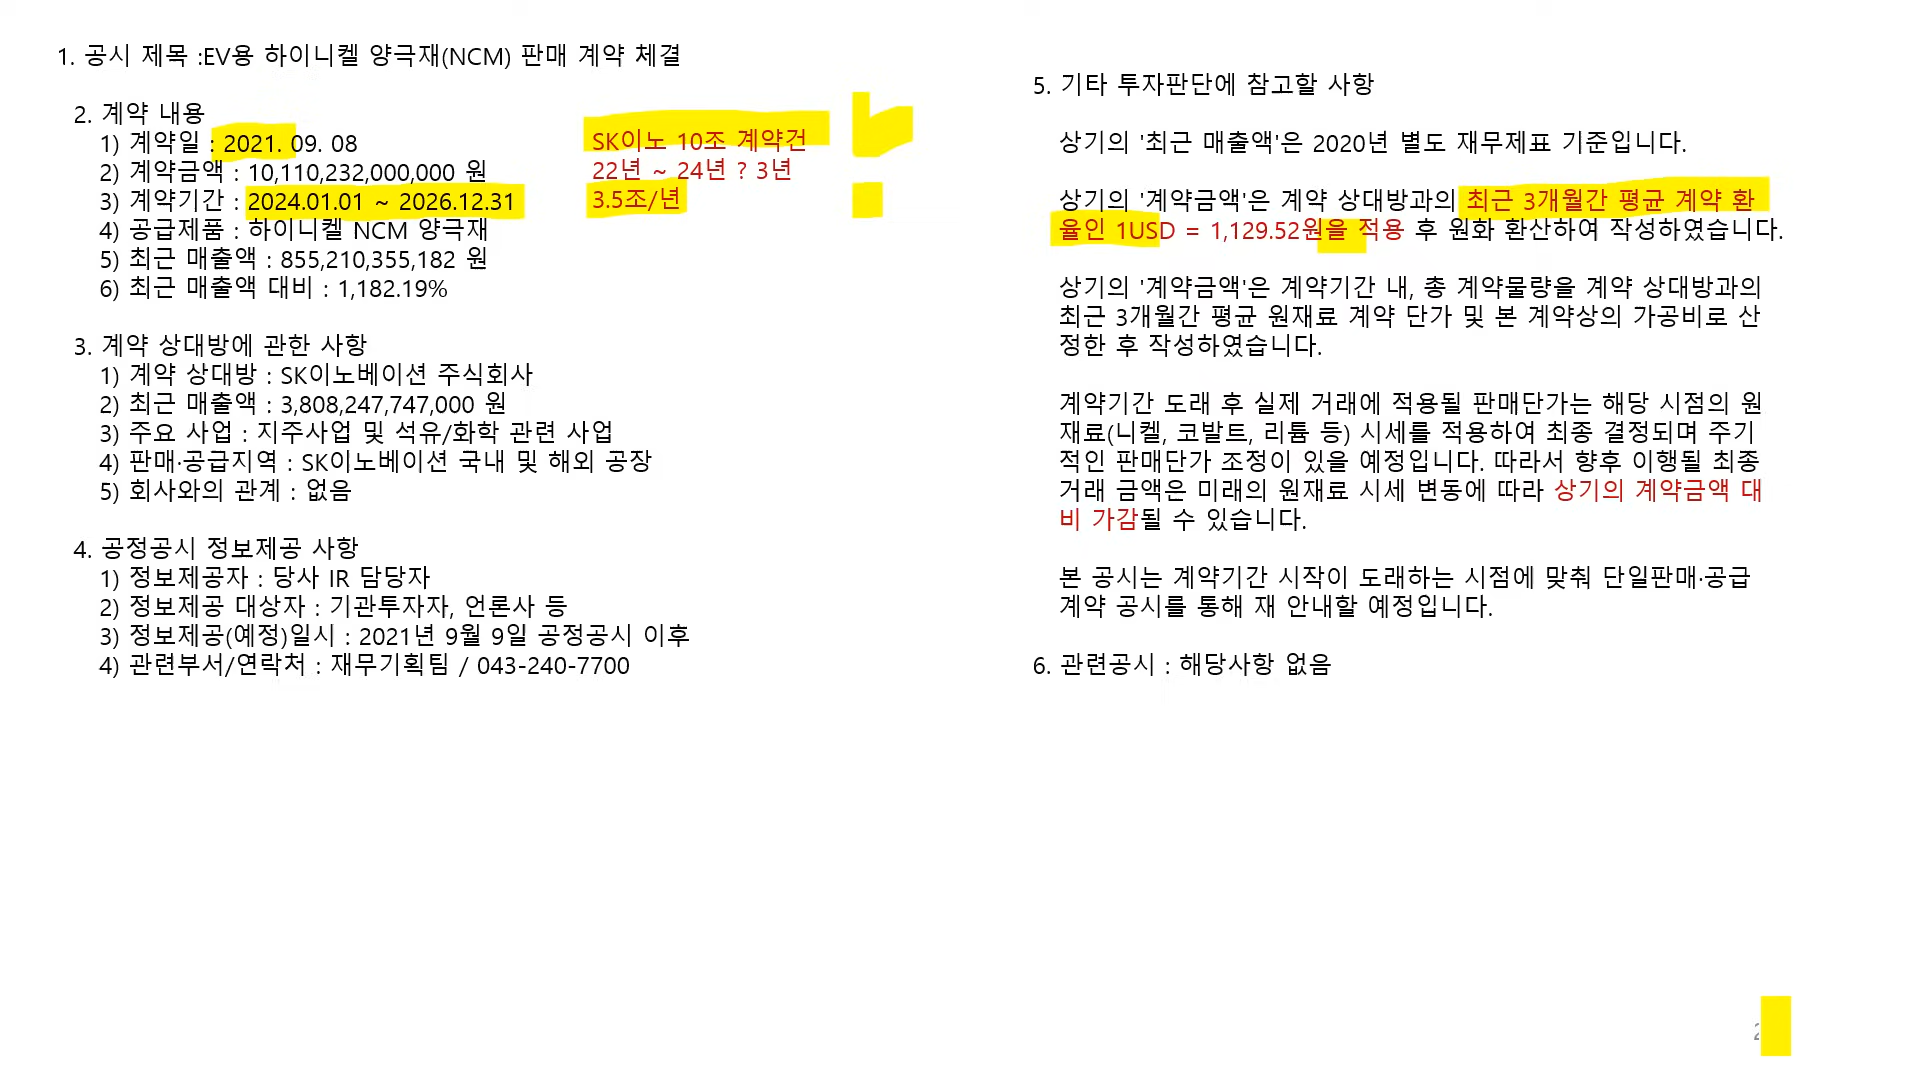 1. 공시 제목 :EV용 하이니켈 양극재(NCM) 판매 계약 체결
2. 계약 내용
1) 계약일 : 2021. 09. 08
2) 계약금액 : 10,110,232,000,000 원
3) 계약기간 : 2024.01.01 ~ 2026.12.31
4) 공급제품 : 하이니켈 NCM 양극재
5) 최근 매출액 : 855,210,355,182 원
6) 최근 매출액 대비 : 1,182.19%
SK이노 10조 계약건
22년 ~ 24년 ? 3년
3.5조/년
3. 계약 상대방에 관한 사항
1) 계약 상대방 : SK이노베이션 주식회사
2) 최근 매출액 : 3,808,247,747,000 원
3) 주요 사업 : 지주사업 및 석유/화학 관련 사업
4) 판매·공급지역 : SK이노베이션 국내 및 해외 공장
5) 회사와의 관계 : 없음
4. 공정공시 정보제공 사항
1) 정보제공자 : 당사 IR 담당자
2) 정보제공 대상자 : 기관투자자, 언론사 등
3) 정보제공(예정)일시 : 2021년 9월 9일 공정공시 이후
4) 관련부서/연락처 : 재무기획팀 / 043-240-7700
5. 기타 투자판단에 참고할 사항
상기의 '최근 매출액'은 2020년 별도 재무제표 기준입니다.
상기의 '계약금액'은 계약 상대방과의 최근 3개월간 평균 계약 환
율인 1USD = 1,129.52원을 적용 후 원화 환산하여 작성하였습니다.
상기의 '계약금액'은 계약기간 내, 총 계약물량을 계약 상대방과의
최근 3개월간 평균 원재료 계약 단가 및 본 계약상의 가공비로 산
정한 후 작성하였습니다.
계약기간 도래 후 실제 거래에 적용될 판매단가는 해당 시점의 원
재료(니켈, 코발트, 리튬 등) 시세를 적용하여 최종 결정되며 주기
적인 판매단가 조정이 있을 예정입니다. 따라서 향후 이행될 최종
거래 금액은 미래의 원재료 시세 변동에 따라 상기의 계약금액 대
비 가감될 수 있습니다.
본 공시는 계약기간 시작이 도래하는 시점에 맞춰 단일판매·공급
계약 공시를 통해 재 안내할 예정입니다.
6. 관련공시 : 해당사항 없음